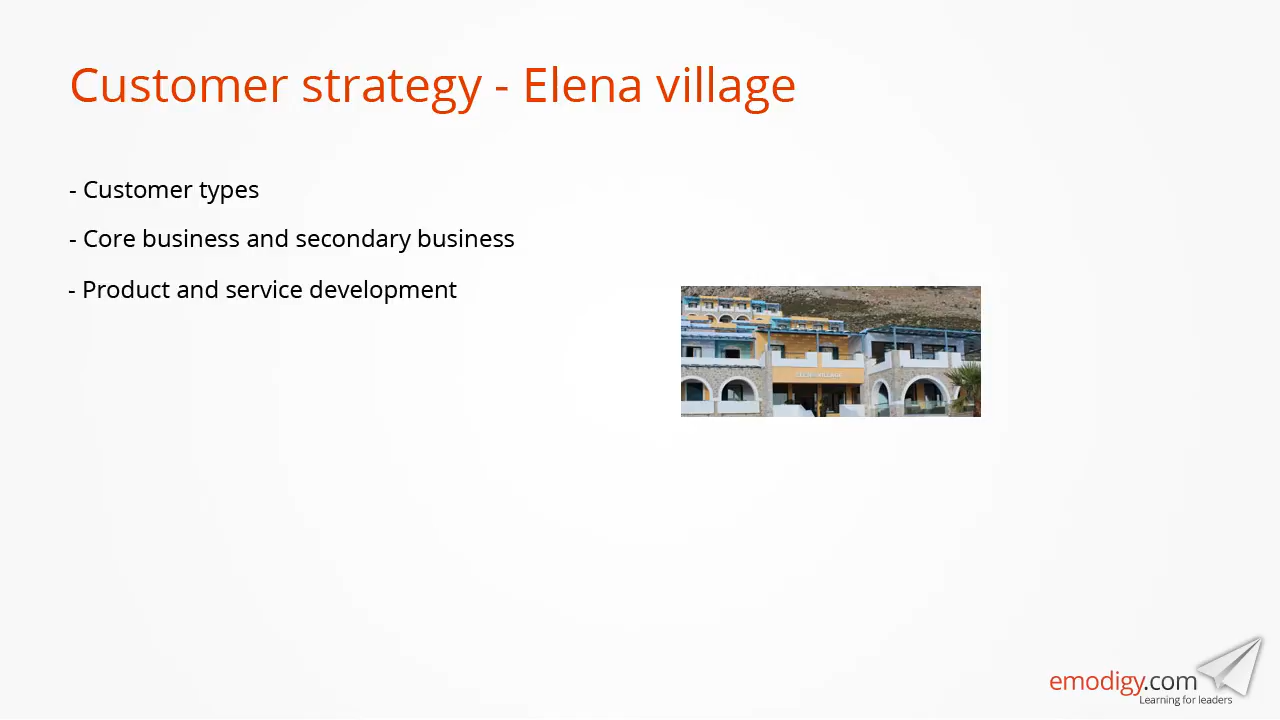 Customer strategy - Elena village
- Customer types
- Core business and secondary business
- Product and service development
emodigy.com
Learning for leaders